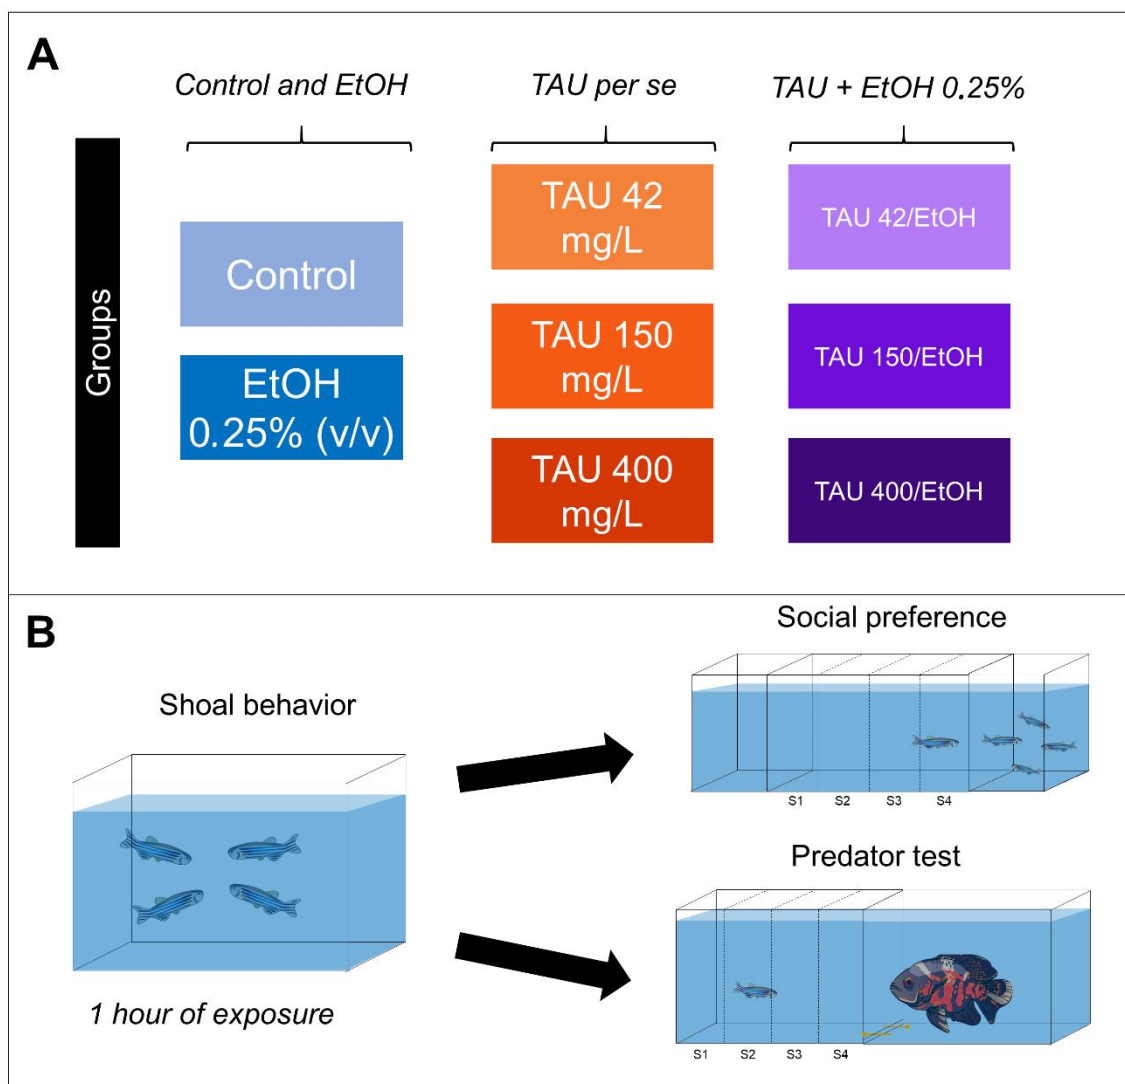 A
Control and EtOH
TAU per se
TAU + EtOH 0.25%
Groups
Control
EtOH
0.25% (v/v)
TAU 42
mg/L
TAU 150
mg/L
TAU 400
mg/L
TAU 42/EtOH
TAU 150/EtOH
TAU 400/EtOH
B
Shoal behavior
1 hour of exposure
Social preference
S1 S2 S3 S4
Predator test
S1 S2 S3 S4